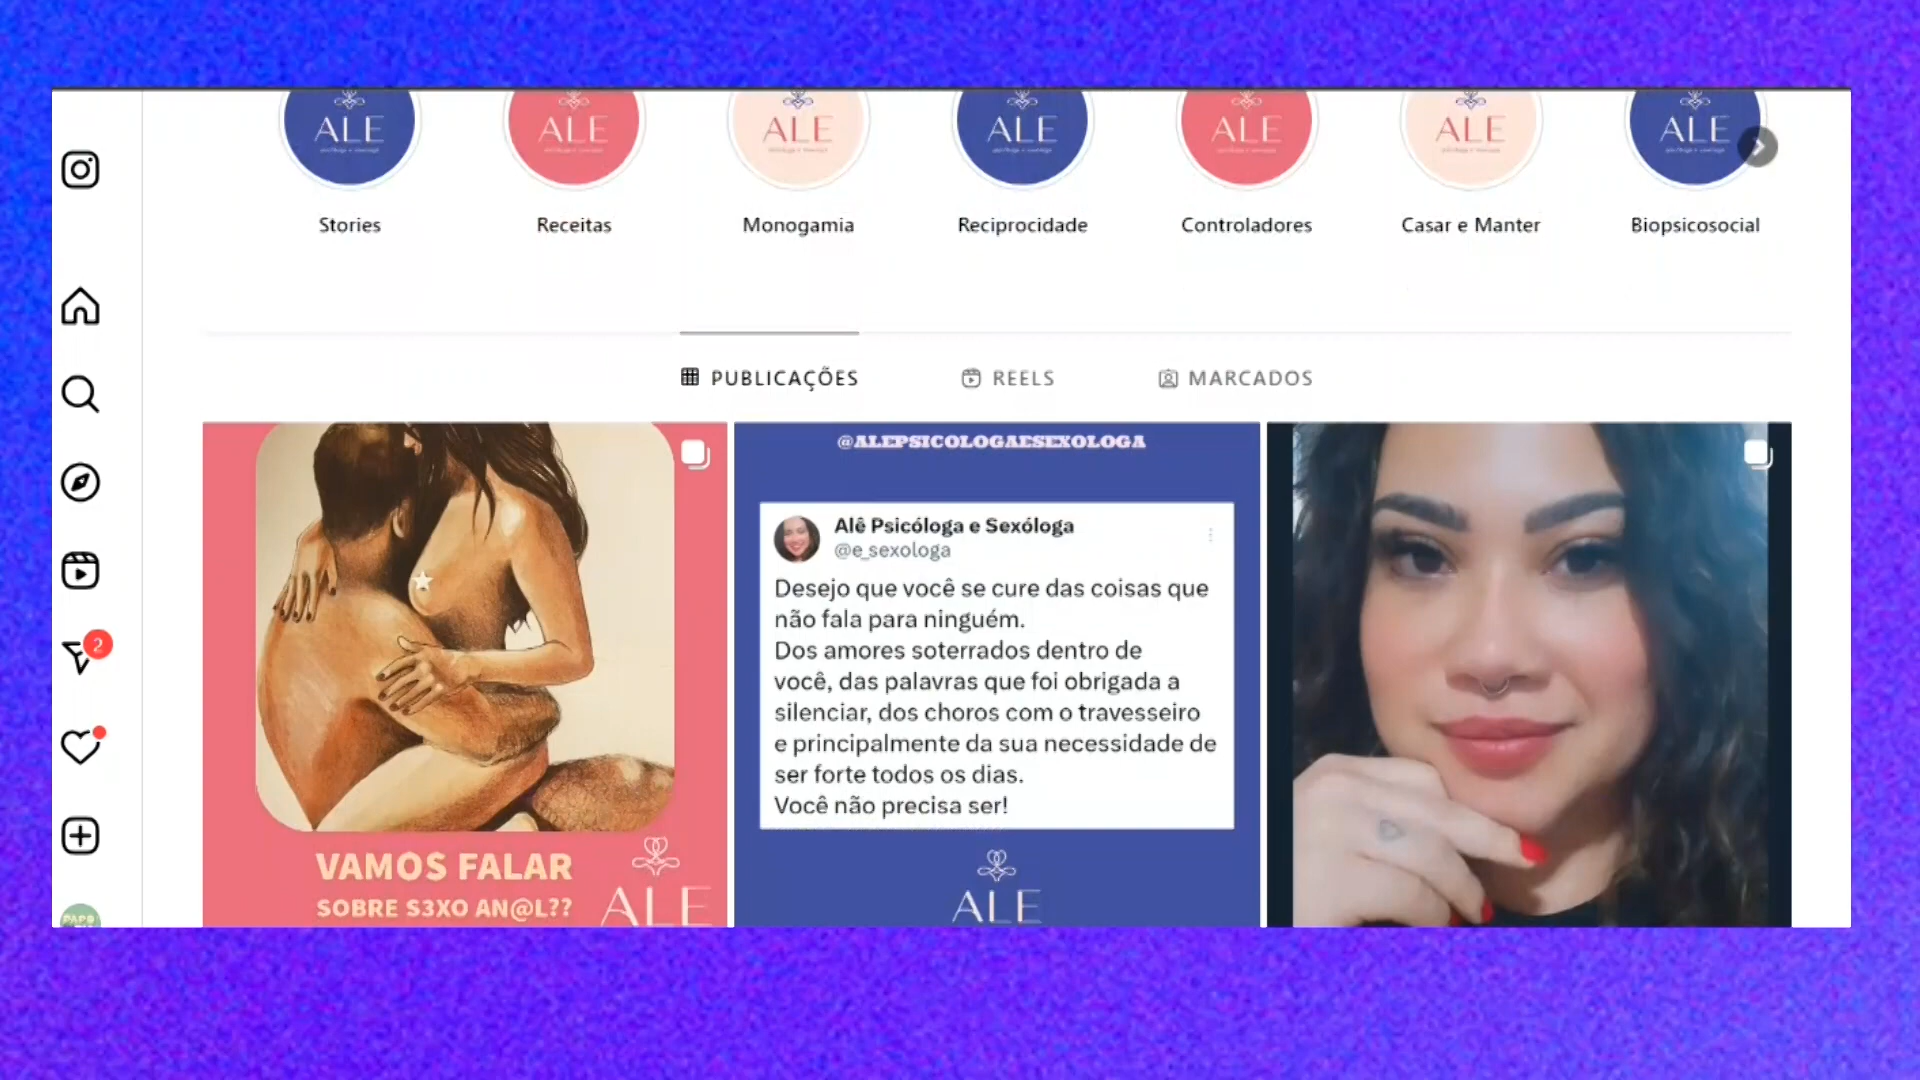 ALE
ALE
ALE
ALE
ALE
ALE
ALE
Stories
Receitas
Monogamia
Reciprocidade
Controladores
Casar e Manter
Biopsicosocial
PUBLICAÇÕES
REELS
MARCADOS
2
VAMOS FALAR
SOBRE S3XO AN@L??
ALE
@ALEPSICOLOGAESEXOLOGA
Alê Psicóloga e Sexóloga
@e_sexologa
Desejo que você se cure das coisas que
não fala para ninguém.
Dos amores soterrados dentro de
você, das palavras que foi obrigada a
silenciar, dos choros com o travesseiro
e principalmente da sua necessidade de
ser forte todos os dias.
Você não precisa ser!
ALE
PAPO